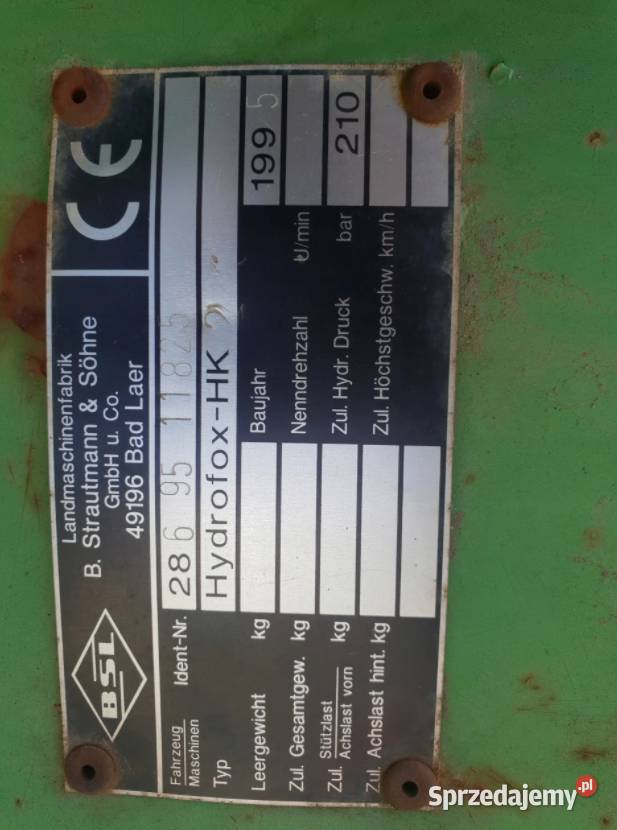 BSL
Landmaschinenfabrik
B. Strautmann & Söhne
GmbH u. Co.
49196 Bad Laer
CE
Fahrzeug
Maschinen
Ident-Nr.
286 95 11825
Typ
Hydrofox-HK 2
Leergewicht kg
Baujahr
1995
Zul. Gesamtgew. kg
Nenndrehzahl U/min
Zul. Stützlast
Achslast vorn kg
Zul. Hydr. Druck bar
210
Zul. Achslast hint. kg
Zul. Höchstgeschw. km/h
Sprzedajemy.pl